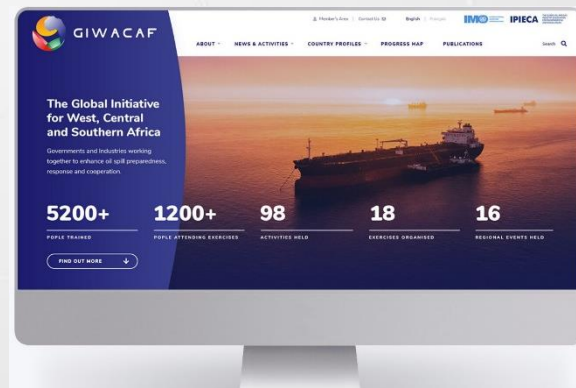 Member's Area | Contact Us English | Français
IMO IPIECA
GIWACAF
ABOUT NEWS & ACTIVITIES COUNTRY PROFILES PROGRESS MAP PUBLICATIONS Search
The Global Initiative
for West, Central
and Southern Africa
Governments and Industries working
together to enhance oil spill preparedness,
response and cooperation.
5200+ 1200+ 98 18 16
POPLE TRAINED POPLE ATTENDING EXERCISES ACTIVITIES HELD EXERCISES ORGANISED REGIONAL EVENTS HELD
FIND OUT MORE